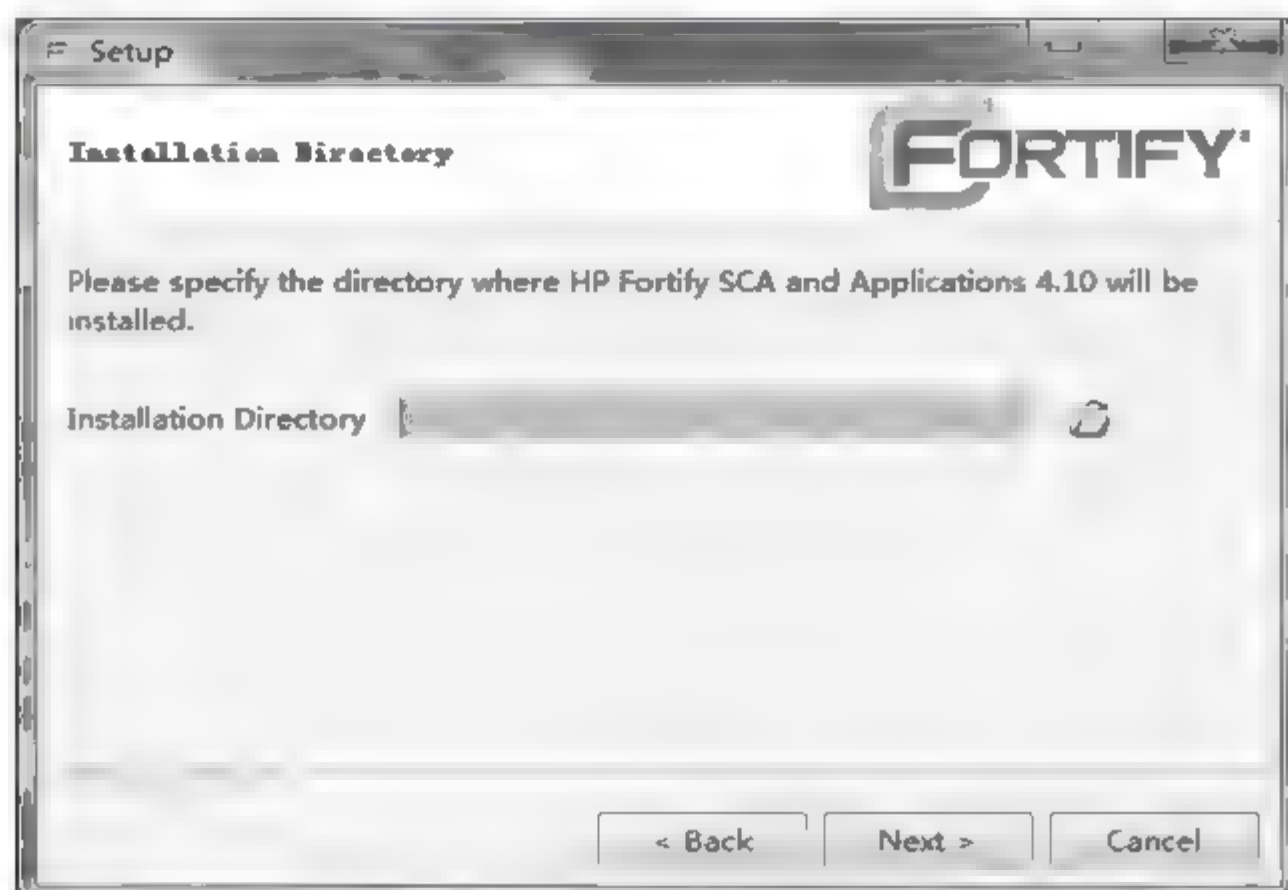 Setup
Installation Directory
FORTIFY
Please specify the directory where HP Fortify SCA and Applications 4.10 will be
installed.
Installation Directory
< Back
Next >
Cancel